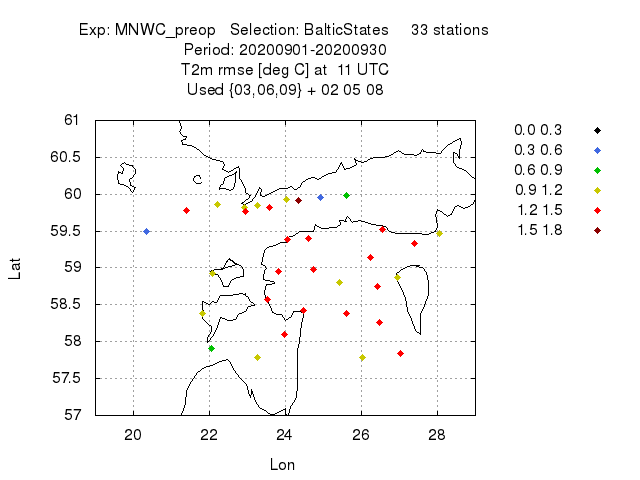 Exp: MNWC_preop   Selection: BalticStates     33 stations
Period: 20200901-20200930
T2m rmse [deg C] at  11 UTC
Used {03,06,09} + 02 05 08
61
60.5
60
59.5
59
58.5
58
57.5
57
Lat
20 22 24 26 28
Lon
0.0 0.3
0.3 0.6
0.6 0.9
0.9 1.2
1.2 1.5
1.5 1.8